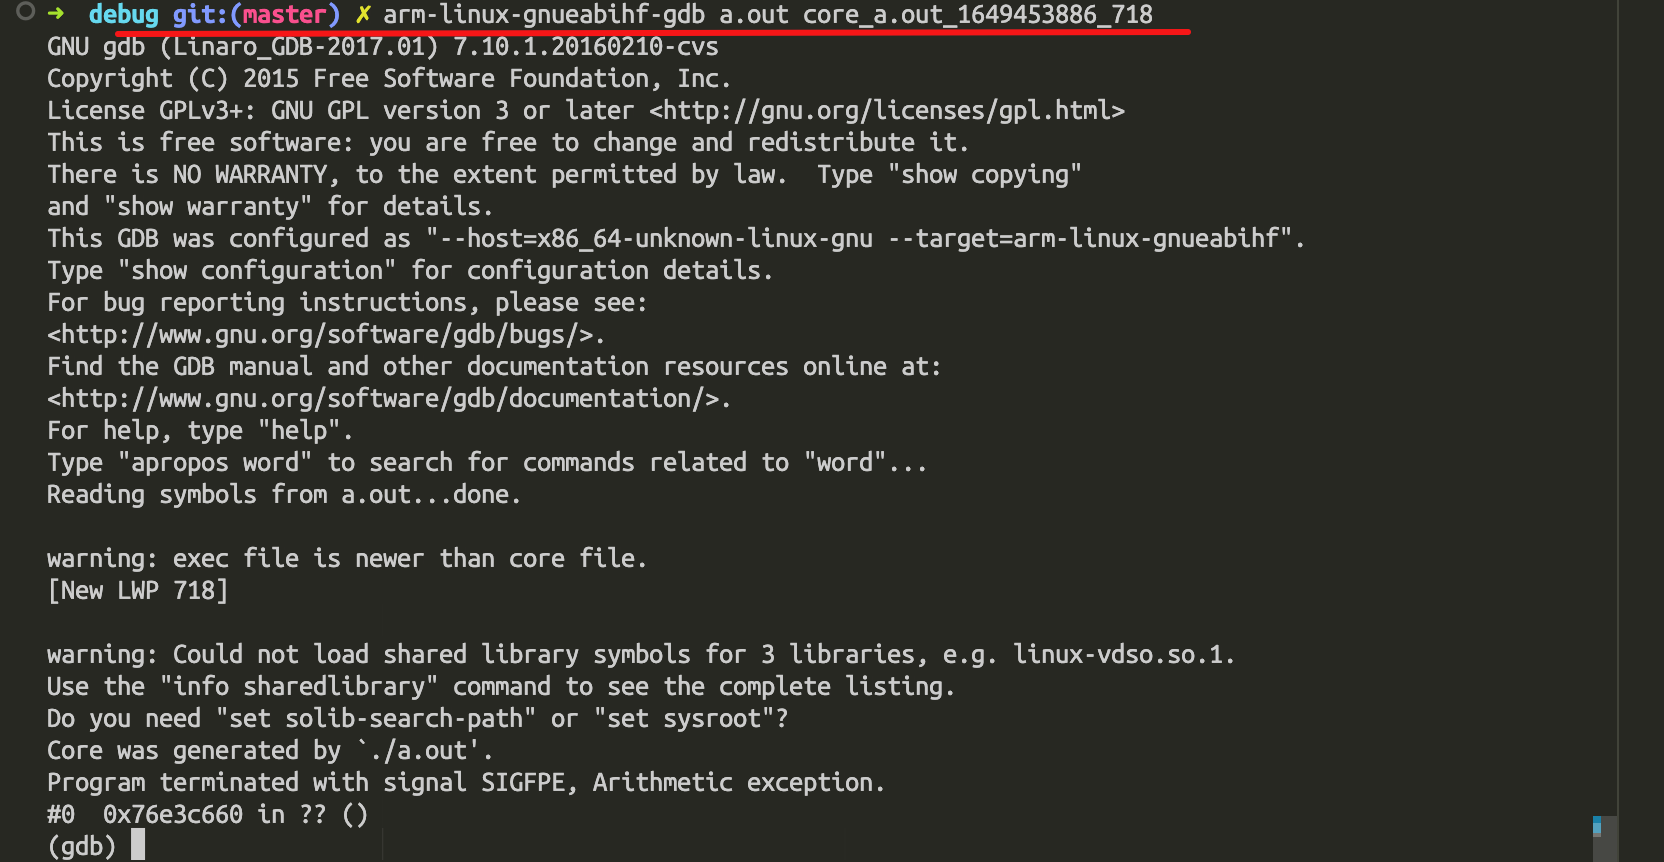 ➜  debug git:(master) ✗ arm-linux-gnueabihf-gdb a.out core_a.out_1649453886_718
GNU gdb (Linaro_GDB-2017.01) 7.10.1.20160210-cvs
Copyright (C) 2015 Free Software Foundation, Inc.
License GPLv3+: GNU GPL version 3 or later <http://gnu.org/licenses/gpl.html>
This is free software: you are free to change and redistribute it.
There is NO WARRANTY, to the extent permitted by law.  Type "show copying"
and "show warranty" for details.
This GDB was configured as "--host=x86_64-unknown-linux-gnu --target=arm-linux-gnueabihf".
Type "show configuration" for configuration details.
For bug reporting instructions, please see:
<http://www.gnu.org/software/gdb/bugs/>.
Find the GDB manual and other documentation resources online at:
<http://www.gnu.org/software/gdb/documentation/>.
For help, type "help".
Type "apropos word" to search for commands related to "word"...
Reading symbols from a.out...done.
warning: exec file is newer than core file.
[New LWP 718]
warning: Could not load shared library symbols for 3 libraries, e.g. linux-vdso.so.1.
Use the "info sharedlibrary" command to see the complete listing.
Do you need "set solib-search-path" or "set sysroot"?
Core was generated by `./a.out'.
Program terminated with signal SIGFPE, Arithmetic exception.
#0  0x76e3c660 in ?? ()
(gdb)